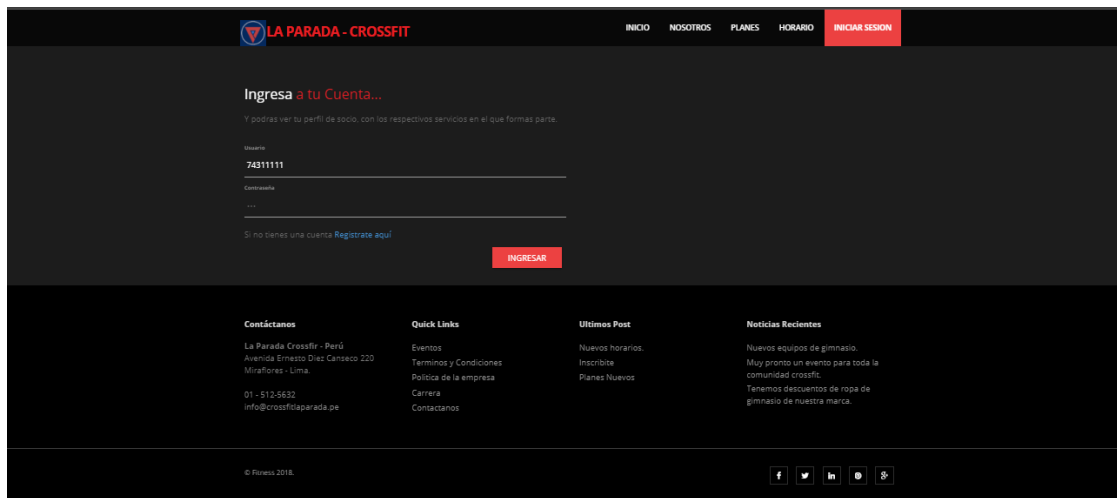 LA PARADA - CROSSFIT
INICIO NOSOTROS PLANES HORARIO INICIAR SESION
Ingresa a tu Cuenta...
Y podras ver tu perfil de socio, con los respectivos servicios en el que formas parte.
Usuario
74311111
Contraseña
...
Si no tienes una cuenta Registrate aquí
INGRESAR
Contáctanos
La Parada Crossfir - Perú
Avenida Ernesto Diez Canseco 220
Miraflores - Lima.
01 - 512-5632
info@crossfitlaparada.pe
Quick Links
Eventos
Terminos y Condiciones
Politica de la empresa
Carrera
Contactanos
Ultimos Post
Nuevos horarios.
Inscribite
Planes Nuevos
Noticias Recientes
Nuevos equipos de gimnasio.
Muy pronto un evento para toda la
comunidad crossfit.
Tenemos descuentos de ropa de
gimnasio de nuestra marca.
© Fitness 2018.